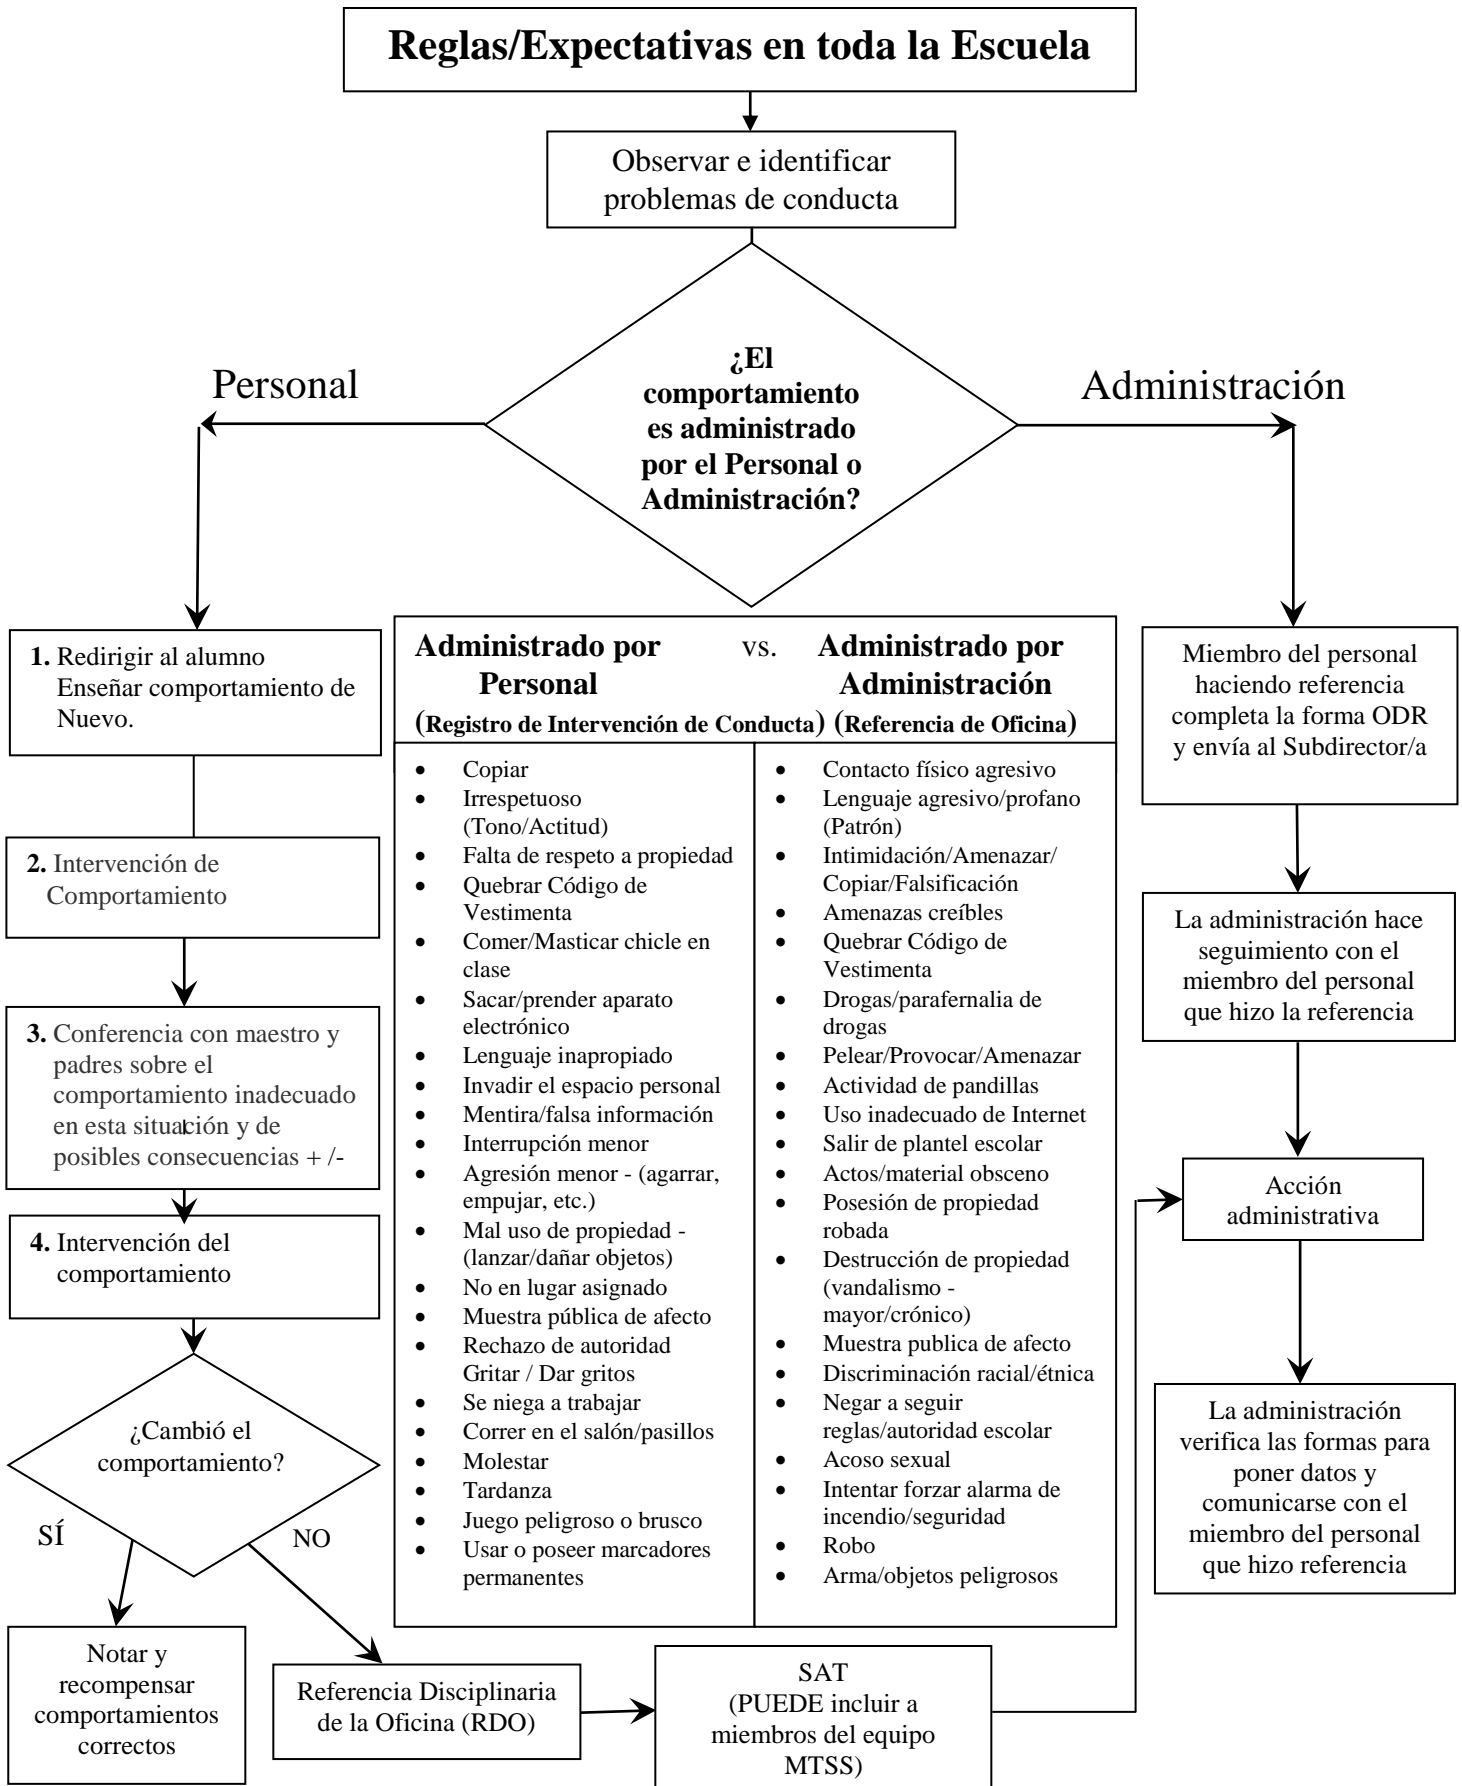 Reglas/Expectativas en toda la Escuela
Observar e identificar
problemas de conducta
¿El
comportamiento
es administrado
por el Personal o
Administración?
Personal
Administración
1. Redirigir al alumno
Enseñar comportamiento de
Nuevo.
2. Intervención de
Comportamiento
3. Conferencia con maestro y
padres sobre el
comportamiento inadecuado
en esta situación y de
posibles consecuencias + /-
4. Intervención del
comportamiento
¿Cambió el
comportamiento?
SÍ
NO
Notar y
recompensar
comportamientos
correctos
Referencia Disciplinaria
de la Oficina (RDO)
SAT
(PUEDE incluir a
miembros del equipo
MTSS)
Administrado por vs. Administrado por
Personal Administración
(Registro de Intervención de Conducta) (Referencia de Oficina)
• Copiar
• Irrespetuoso
(Tono/Actitud)
• Falta de respeto a propiedad
• Quebrar Código de
Vestimenta
• Comer/Masticar chicle en
clase
• Sacar/prender aparato
electrónico
• Lenguaje inapropiado
• Invadir el espacio personal
• Mentira/falsa información
• Interrupción menor
• Agresión menor - (agarrar,
empujar, etc.)
• Mal uso de propiedad -
(lanzar/dañar objetos)
• No en lugar asignado
• Muestra pública de afecto
• Rechazo de autoridad
Gritar / Dar gritos
• Se niega a trabajar
• Correr en el salón/pasillos
• Molestar
• Tardanza
• Juego peligroso o brusco
• Usar o poseer marcadores
permanentes
• Contacto físico agresivo
• Lenguaje agresivo/profano
(Patrón)
• Intimidación/Amenazar/
Copiar/Falsificación
• Amenazas creíbles
• Quebrar Código de
Vestimenta
• Drogas/parafernalia de
drogas
• Pelear/Provocar/Amenazar
• Actividad de pandillas
• Uso inadecuado de Internet
• Salir de plantel escolar
• Actos/material obsceno
• Posesión de propiedad
robada
• Destrucción de propiedad
(vandalismo -
mayor/crónico)
• Muestra publica de afecto
• Discriminación racial/étnica
• Negar a seguir
reglas/autoridad escolar
• Acoso sexual
• Intentar forzar alarma de
incendio/seguridad
• Robo
• Arma/objetos peligrosos
Miembro del personal
haciendo referencia
completa la forma ODR
y envía al Subdirector/a
La administración hace
seguimiento con el
miembro del personal
que hizo la referencia
Acción
administrativa
La administración
verifica las formas para
poner datos y
comunicarse con el
miembro del personal
que hizo referencia